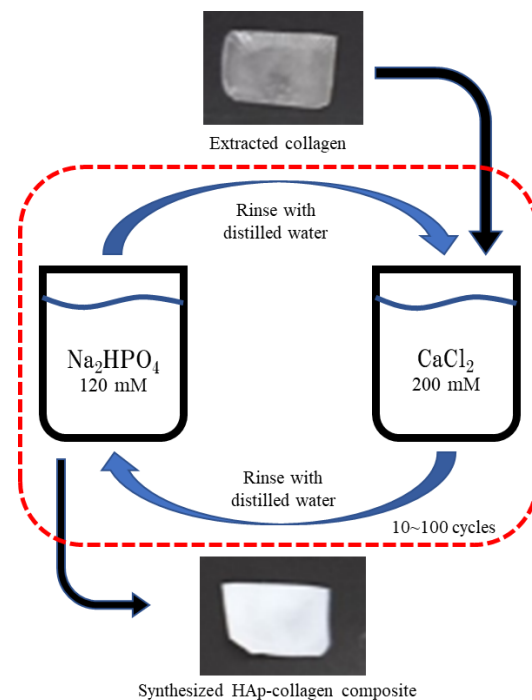 Extracted collagen
Rinse with
distilled water
Na₂HPO₄
120 mM
CaCl₂
200 mM
Rinse with
distilled water
10~100 cycles
Synthesized HAp-collagen composite